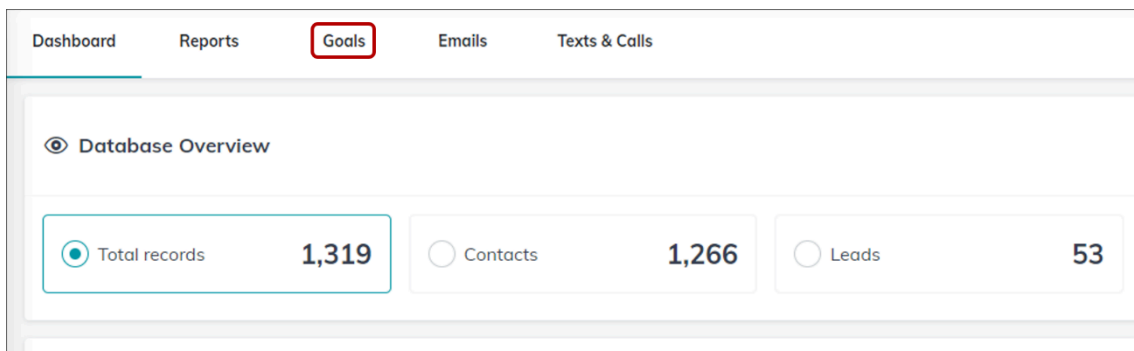 Dashboard Reports Goals Emails Texts & Calls
Database Overview
Total records 1,319 Contacts 1,266 Leads 53